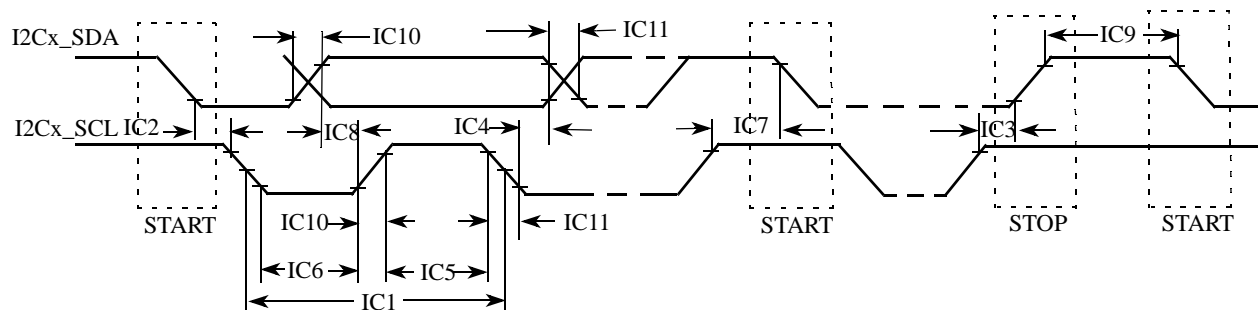 I2Cx_SDA IC10 IC11 IC9
I2Cx_SCL IC2 IC8 IC4 IC7 IC3
START IC10 IC11 START STOP START
IC6 IC5
IC1